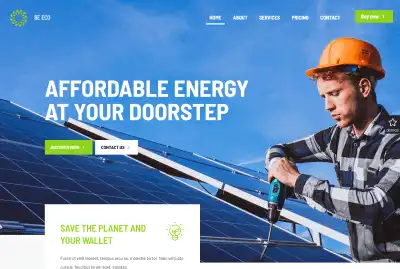 BE ECO
HOME
ABOUT
SERVICES
PRICING
CONTACT
Buy now
AFFORDABLE ENERGY
AT YOUR DOORSTEP
DISCOVER MORE
CONTACT US
SAVE THE PLANET AND
YOUR WALLET